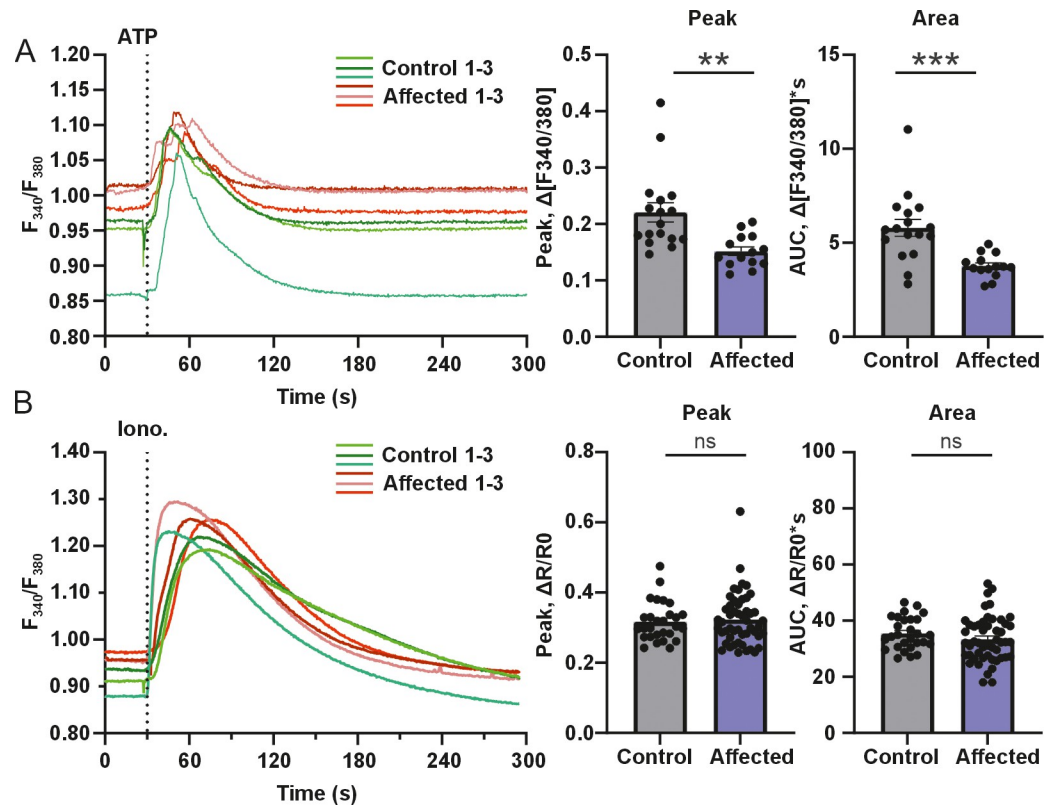 A
ATP
Control 1-3
Affected 1-3
1.20
1.15
1.10
1.05
1.00
0.95
0.90
0.85
0.80
F340/F380
0
60
120
180
240
300
Time (s)
Peak
**
0.5
0.4
0.3
0.2
0.1
0.0
Peak, Δ[F340/380]
Control
Affected
Area
***
15
10
5
0
AUC, Δ[F340/380]*s
Control
Affected
B
Iono.
Control 1-3
Affected 1-3
1.40
1.30
1.20
1.10
1.00
0.90
0.80
F340/F380
0
60
120
180
240
300
Time (s)
Peak
ns
0.8
0.6
0.4
0.2
0.0
Peak, ΔR/R0
Control
Affected
Area
ns
100
80
60
40
20
0
AUC, ΔR/R0*s
Control
Affected